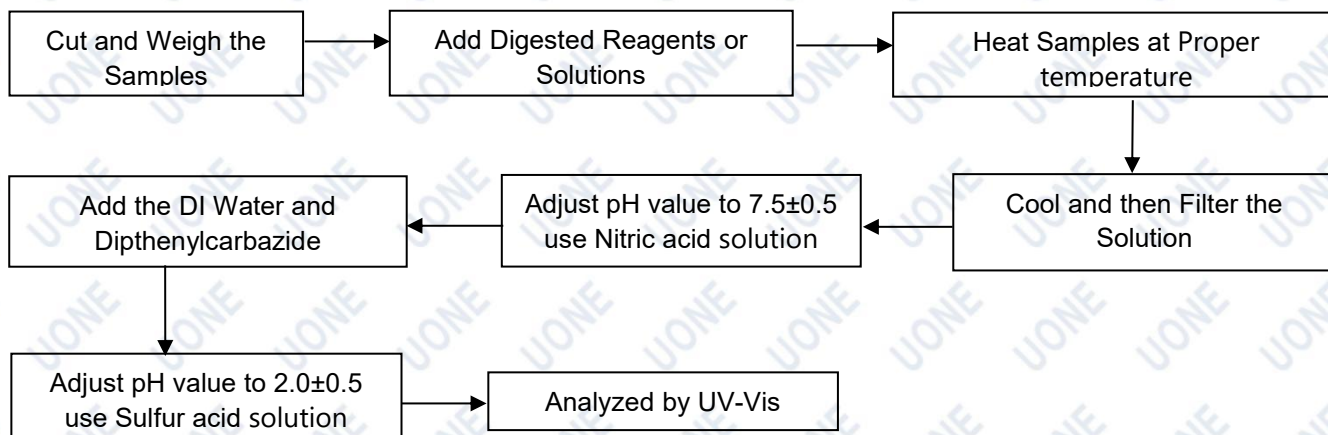 Cut and Weigh the
Samples
Add Digested Reagents or
Solutions
Heat Samples at Proper
temperature
Cool and then Filter the
Solution
Adjust pH value to 7.5±0.5
use Nitric acid solution
Add the DI Water and
Dipthenylcarbazide
Adjust pH value to 2.0±0.5
use Sulfur acid solution
Analyzed by UV-Vis
UONE